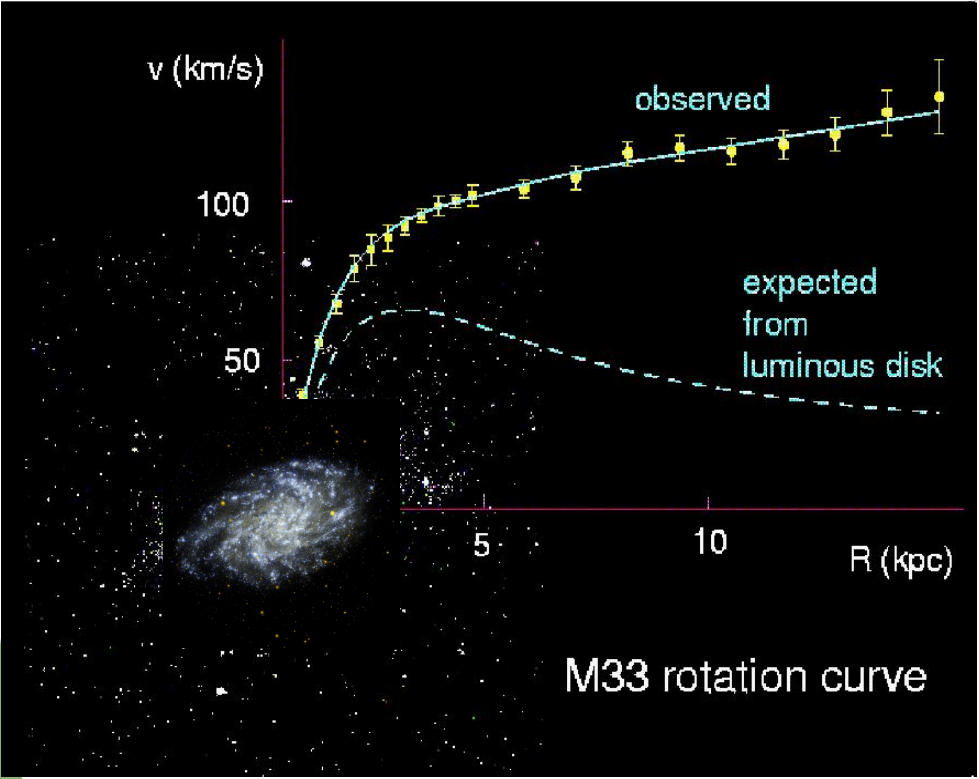 v (km/s)
observed
100
expected
from
luminous disk
50
5
10
R (kpc)
M33 rotation curve